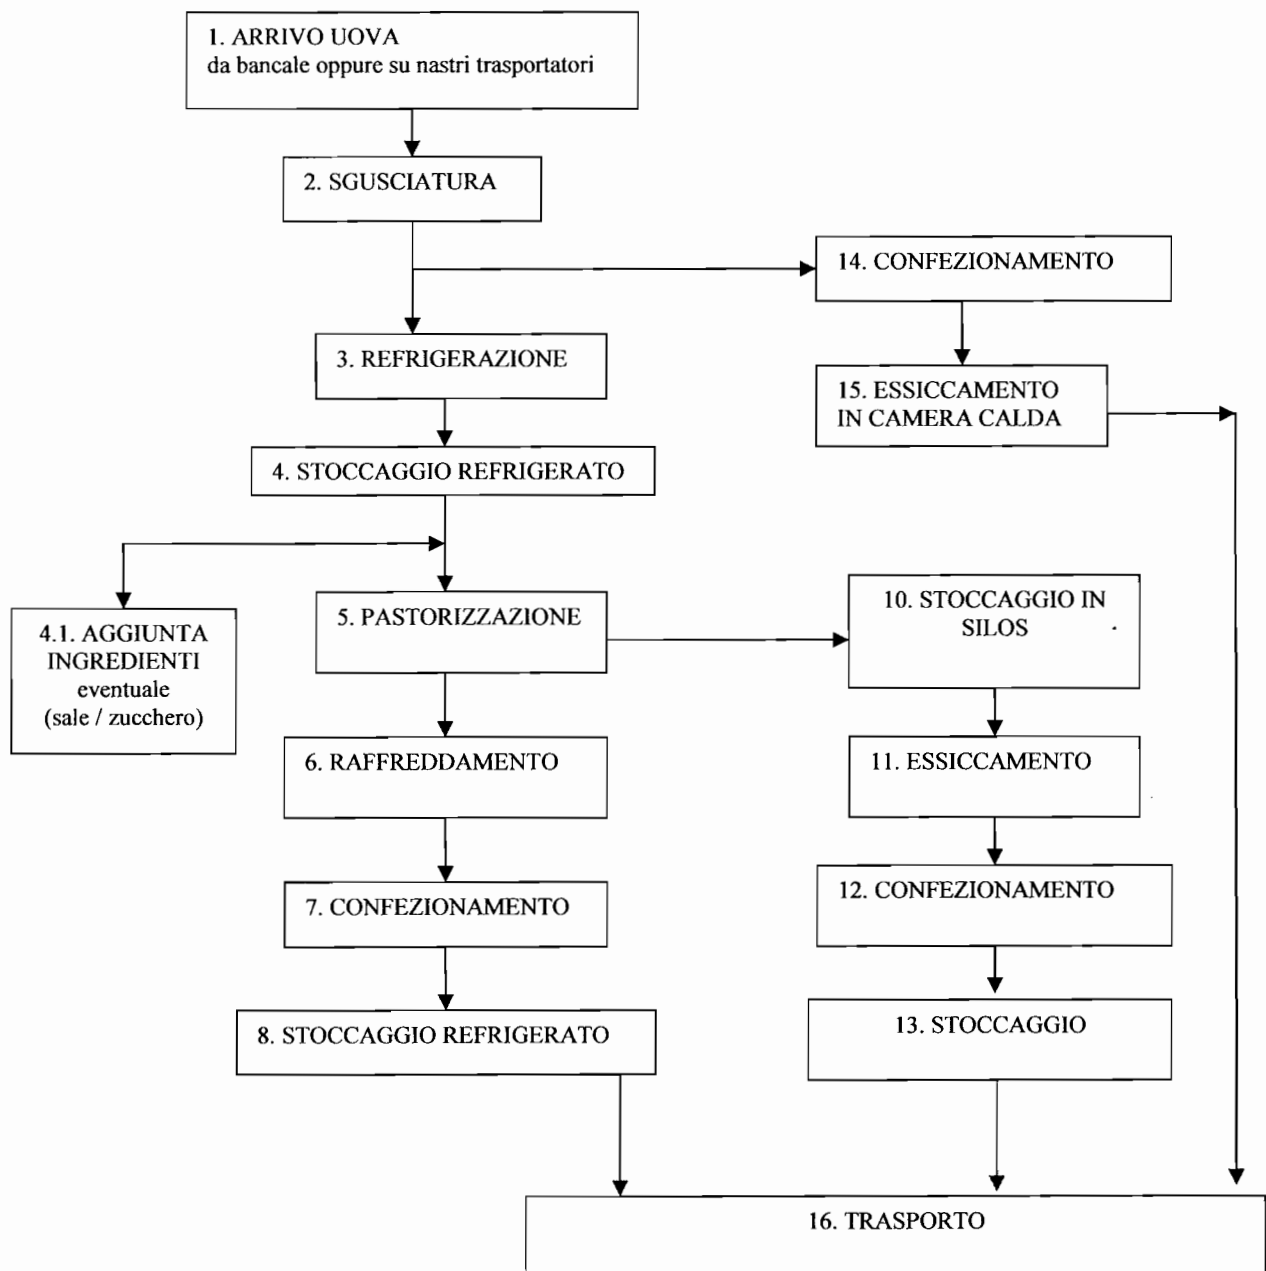 1. ARRIVO UOVA
da bancale oppure su nastri trasportatori
2. SGUSCIATURA
14. CONFEZIONAMENTO
3. REFRIGERAZIONE
15. ESSICCAMENTO
IN CAMERA CALDA
4. STOCCAGGIO REFRIGERATO
4.1. AGGIUNTA
INGREDIENTI
eventuale
(sale / zucchero)
5. PASTORIZZAZIONE
10. STOCCAGGIO IN
SILOS
6. RAFFREDDAMENTO
11. ESSICCAMENTO
7. CONFEZIONAMENTO
12. CONFEZIONAMENTO
8. STOCCAGGIO REFRIGERATO
13. STOCCAGGIO
16. TRASPORTO